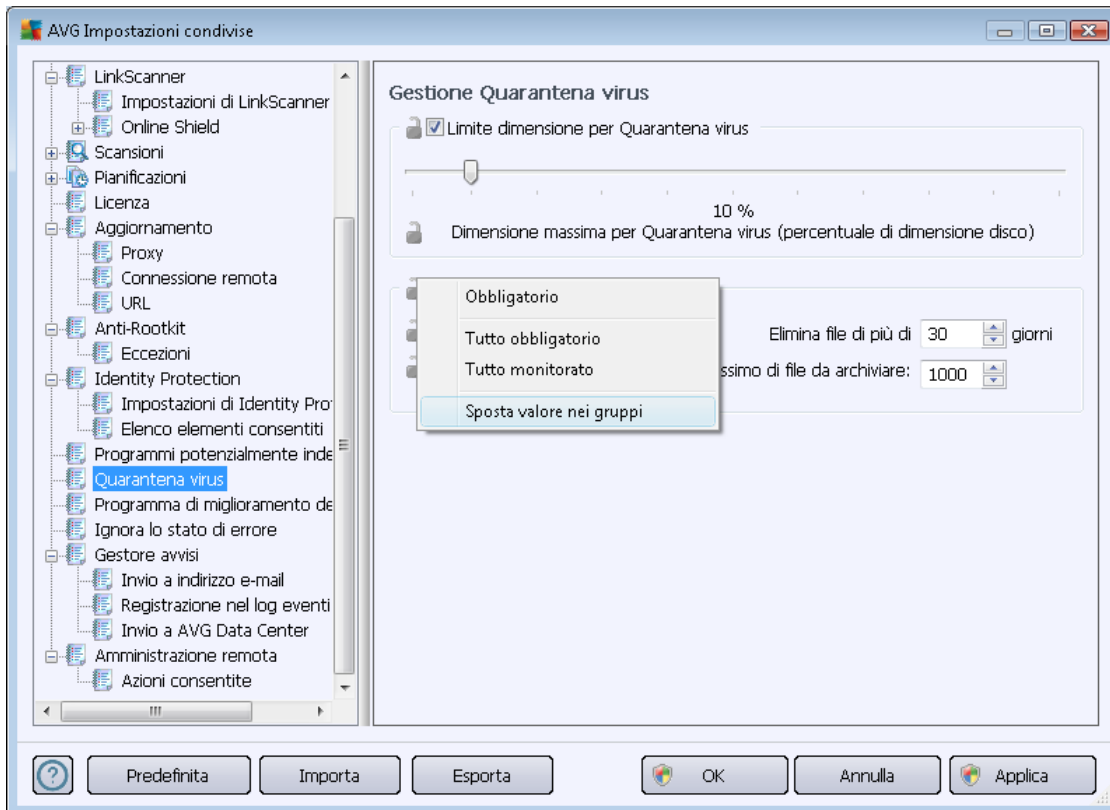 AVG Impostazioni condivise
LinkScanner
Impostazioni di LinkScanner
Online Shield
Scansioni
Pianificazioni
Licenza
Aggiornamento
Proxy
Connessione remota
URL
Anti-Rootkit
Eccezioni
Identity Protection
Impostazioni di Identity Pro
Elenco elementi consentiti
Programmi potenzialmente inde
Quarantena virus
Programma di miglioramento de
Ignora lo stato di errore
Gestore avvisi
Invio a indirizzo e-mail
Registrazione nel log eventi
Invio a AVG Data Center
Amministrazione remota
Azioni consentite
Gestione Quarantena virus
Limite dimensione per Quarantena virus
10 %
Dimensione massima per Quarantena virus (percentuale di dimensione disco)
Obbligatorio
Tutto obbligatorio
Tutto monitorato
Sposta valore nei gruppi
Elimina file di più di 30 giorni
ssimo di file da archiviare: 1000
? Predefinita Importa Esporta OK Annulla Applica